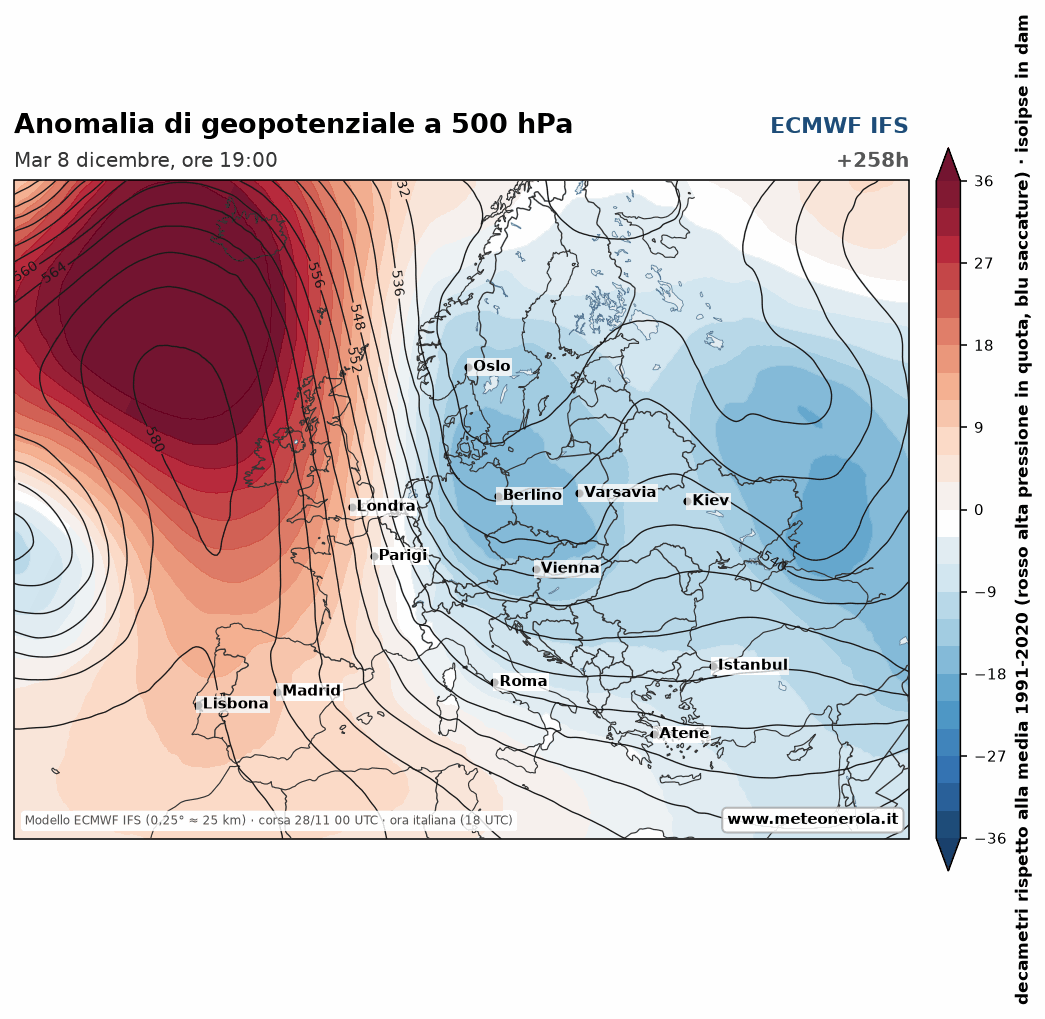 Anomalia di geopotenziale a 500 hPa
ECMWF IFS
Mar 8 dicembre, ore 19:00
+258h
decametri rispetto alla media 1991-2020 (rosso alta pressione in quota, blu saccature) · isoipse in dam
36
27
18
9
0
−9
−18
−27
−36
532
560
564
556
536
548
552
580
540
Oslo
Berlino
Varsavia
Kiev
Londra
Parigi
Vienna
Istanbul
Roma
Madrid
Lisbona
Atene
Modello ECMWF IFS (0,25° ≈ 25 km) · corsa 28/11 00 UTC · ora italiana (18 UTC)
www.meteonerola.it